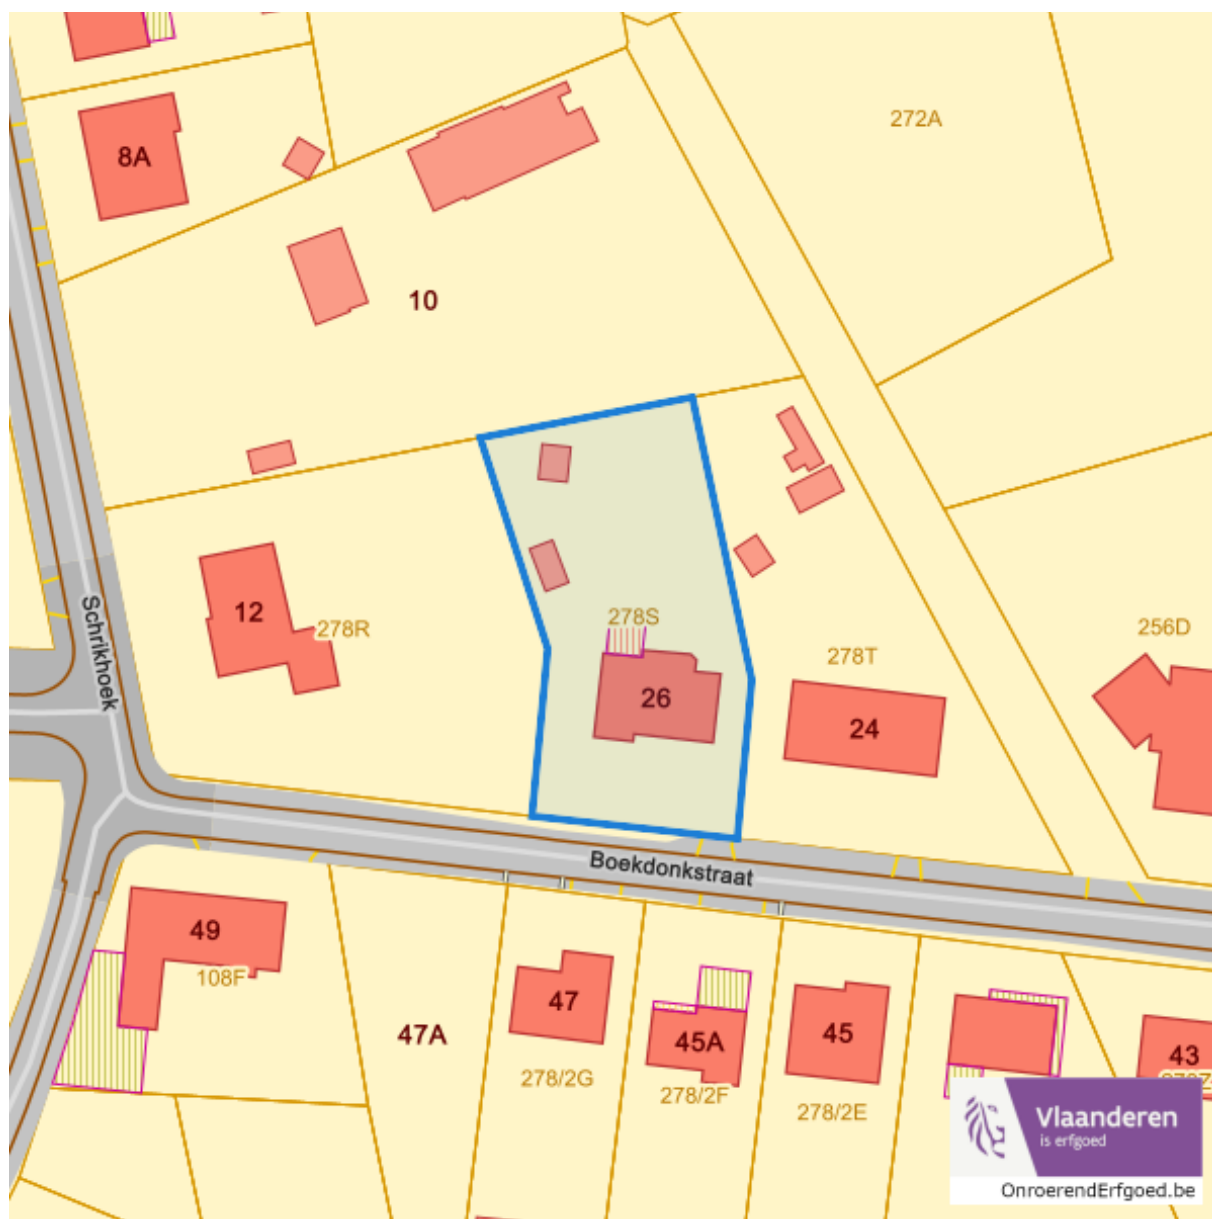 8A
272A
10
12
278R
Schrikhoek
278S
26
278T
24
256D
Boekdonkstraat
49
108F
47A
47
278/2G
45A
278/2F
45
278/2E
43
Vlaanderen
is erfgoed
OnroerendErfgoed.be